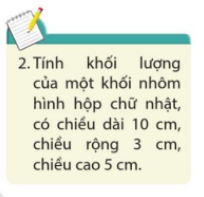 2. Tính khối lượng
của một khối nhôm
hình hộp chữ nhật,
có chiều dài 10 cm,
chiều rộng 3 cm,
chiều cao 5 cm.